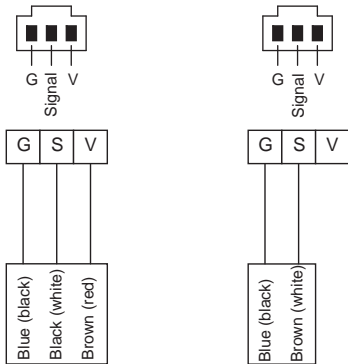 G Signal V
G S V
Blue (black)
Black (white)
Brown (red)
G Signal V
G S V
Blue (black)
Brown (white)